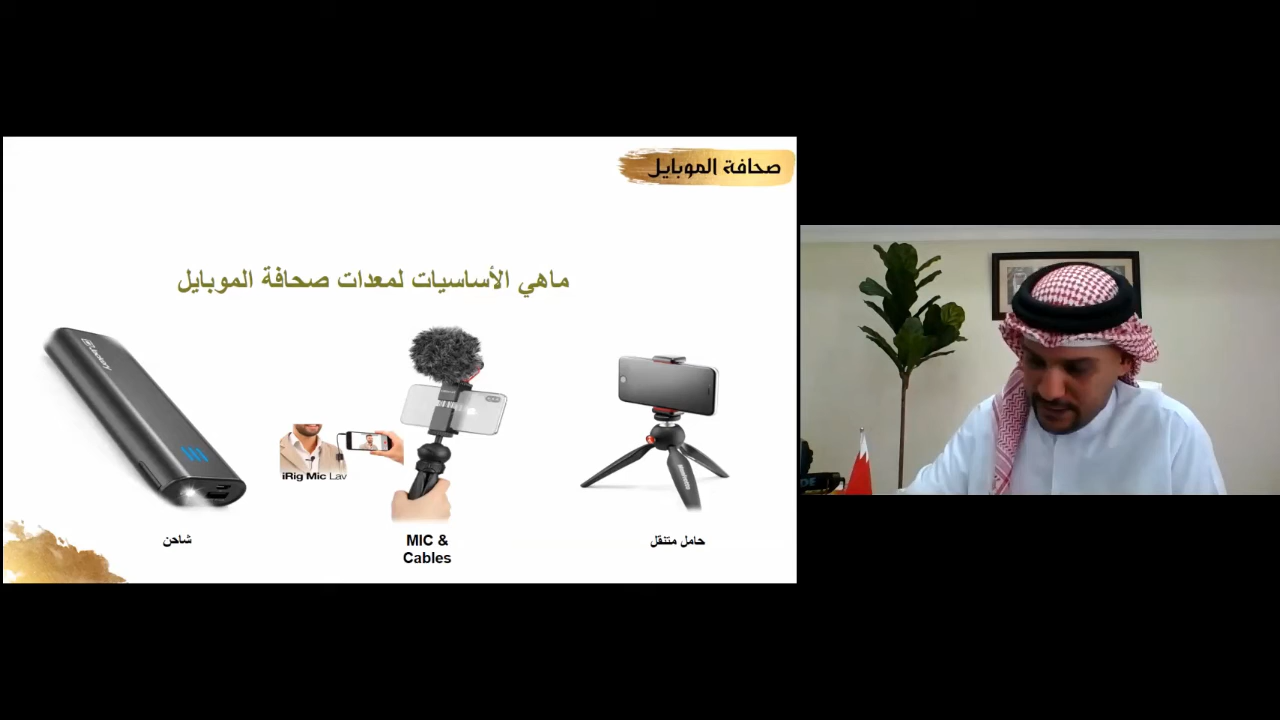 صحافة الموبايل
ماهي الأساسيات لمعدات صحافة الموبايل
iRig Mic Lav
شاحن
MIC &
Cables
حامل متنقل